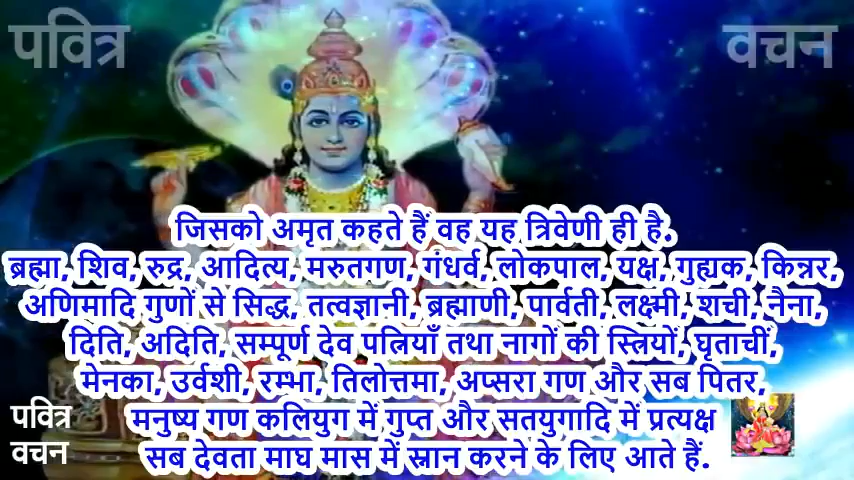 पवित्र वचन
जिसको अमृत कहते हैं वह यह त्रिवेणी ही है.
ब्रह्मा, शिव, रुद्र, आदित्य, मरुतगण, गंधर्व, लोकपाल, यक्ष, गुह्यक, किन्नर,
अणिमादि गुणों से सिद्ध, तत्वज्ञानी, ब्रह्माणी, पार्वती, लक्ष्मी, शची, नैना,
दिति, अदिति, सम्पूर्ण देव पत्नियाँ तथा नागों की स्त्रियों, घृताचीं,
मेनका, उर्वशी, रम्भा, तिलोत्तमा, अप्सरा गण और सब पितर,
मनुष्य गण कलियुग में गुप्त और सतयुगादि में प्रत्यक्ष
सब देवता माघ मास में स्नान करने के लिए आते हैं.
पवित्र
वचन